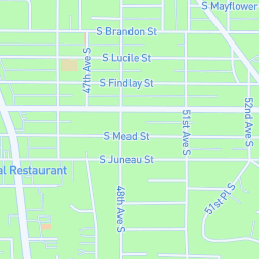 S Mayflower
S Brandon St
S Lucile St
47th Ave S
S Findlay St
51st Ave S
52nd Ave S
S Mead St
S Juneau St
al Restaurant
48th Ave S
51st Pl S